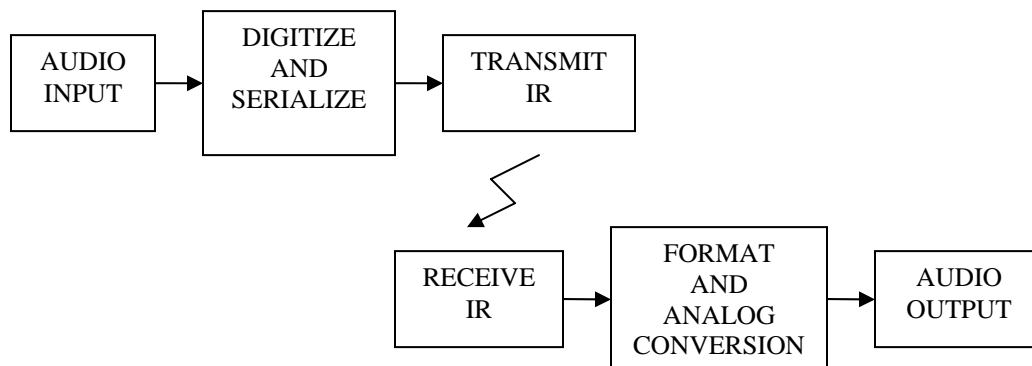 AUDIO
INPUT
DIGITIZE
AND
SERIALIZE
TRANSMIT
IR
RECEIVE
IR
FORMAT
AND
ANALOG
CONVERSION
AUDIO
OUTPUT